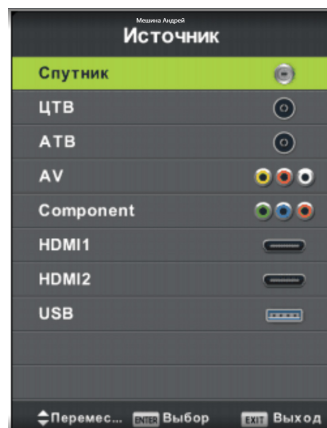 Мешина Андрей
Источник
Спутник
ЦТВ
АТВ
AV
Component
HDMI1
HDMI2
USB
Перемес... ENTER Выбор EXIT Выход